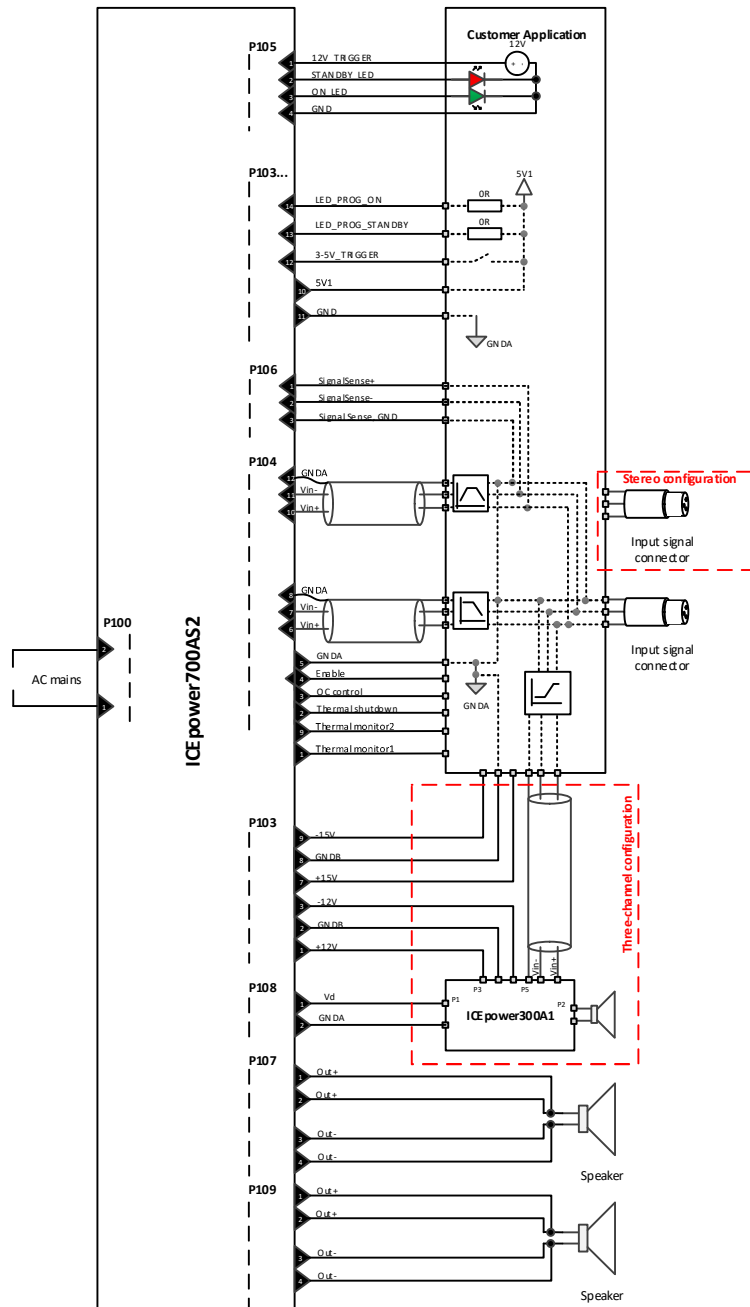 Customer Application
12V
P105
1 12V_TRIGGER
2 STANDBY_LED
3 ON_LED
4 GND
P103...
5V1
14 LED_PROG_ON 0R
13 LED_PROG_STANDBY 0R
12 3-5V_TRIGGER
10 5V1
11 GND
GNDA
P106
1 SignalSense+
2 SignalSense-
3 SignalSense_GND
P104
12 GNDA
11 Vin-
10 Vin+
Stereo configuration
Input signal
connector
8 GNDA
7 Vin-
6 Vin+
Input signal
connector
P100
2
1
AC mains
ICEpower700AS2
5 GNDA
4 Enable
3 OC control
2 Thermal shutdown
9 Thermal monitor2
1 Thermal monitor1
GNDA
Three-channel configuration
P103
9 -15V
8 GNDB
7 +15V
3 -12V
2 GNDB
1 +12V
Vin-
Vin+
P3
P5
P108
1 Vd
2 GNDA
P1
P2
ICEpower300A1
P107
1 Out+
2 Out+
3 Out-
4 Out-
Speaker
P109
1 Out+
2 Out+
3 Out-
4 Out-
Speaker